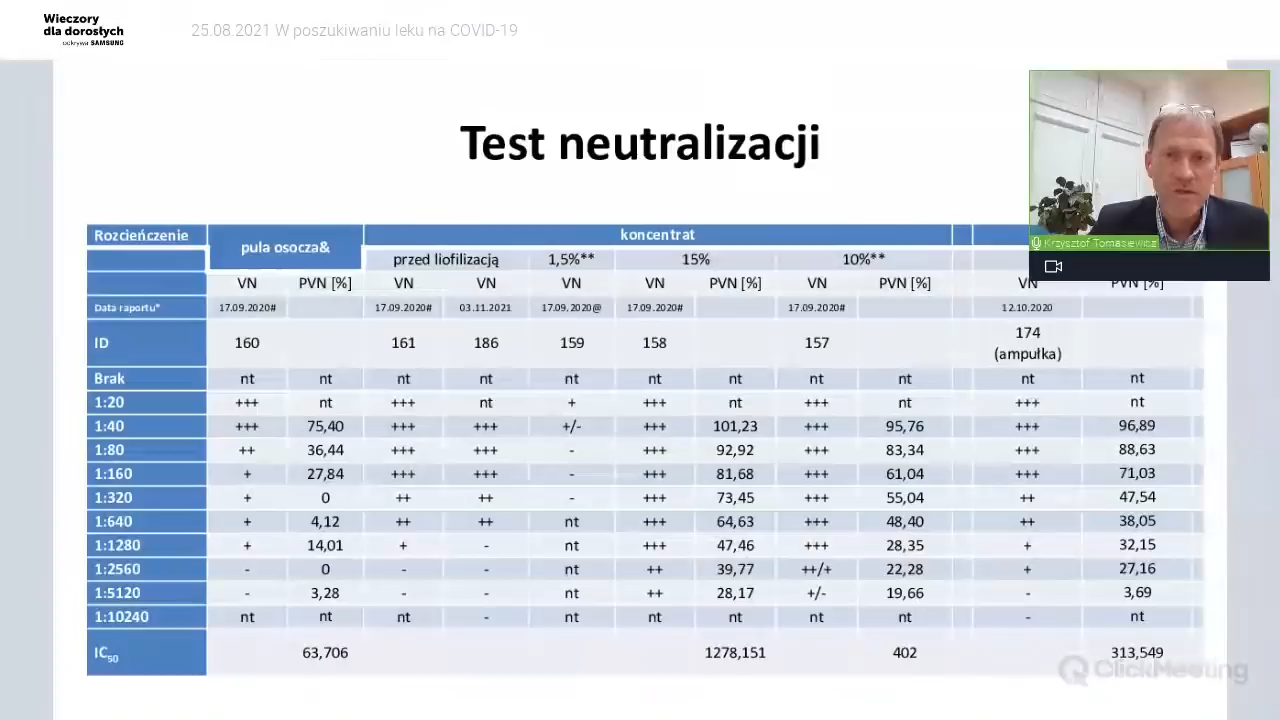 Wieczory
dla dorosłych
odkrywa SAMSUNG
25.08.2021 W poszukiwaniu leku na COVID-19
Test neutralizacji
Krzysztof Tomasiewicz
Rozcieńczenie pula osocza& koncentrat
przed liofilizacją 1,5%** 15% 10%**
VN PVN [%] VN VN VN VN PVN [%] VN PVN [%] VN PVN [%]
Data raportu* 17.09.2020# 17.09.2020# 03.11.2021 17.09.2020@ 17.09.2020# 17.09.2020# 12.10.2020
ID 160 161 186 159 158 157 174
(ampułka)
Brak nt nt nt nt nt nt nt nt nt nt nt
1:20 +++ nt +++ nt + +++ nt +++ nt +++ nt
1:40 +++ 75,40 +++ +++ +/- +++ 101,23 +++ 95,76 +++ 96,89
1:80 ++ 36,44 +++ +++ - +++ 92,92 +++ 83,34 +++ 88,63
1:160 + 27,84 +++ +++ - +++ 81,68 +++ 61,04 +++ 71,03
1:320 + 0 ++ ++ - +++ 73,45 +++ 55,04 ++ 47,54
1:640 + 4,12 ++ ++ nt +++ 64,63 +++ 48,40 ++ 38,05
1:1280 + 14,01 + - nt +++ 47,46 +++ 28,35 + 32,15
1:2560 - 0 - - nt ++ 39,77 ++/+ 22,28 + 27,16
1:5120 - 3,28 - - nt ++ 28,17 +/- 19,66 - 3,69
1:10240 nt nt nt - nt nt nt nt nt - nt
IC50 63,706 1278,151 402 313,549
ClickMeeting